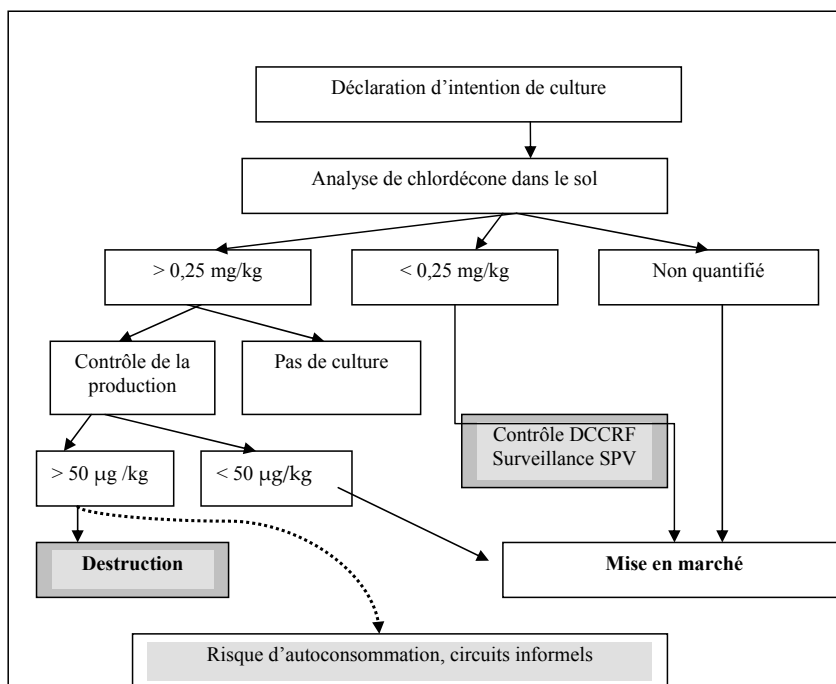 Déclaration d'intention de culture
Analyse de chlordécone dans le sol
> 0,25 mg/kg
< 0,25 mg/kg
Non quantifié
Contrôle de la
production
Pas de culture
Contrôle DCCRF
Surveillance SPV
> 50 µg /kg
< 50 µg/kg
Destruction
Mise en marché
Risque d'autoconsommation, circuits informels